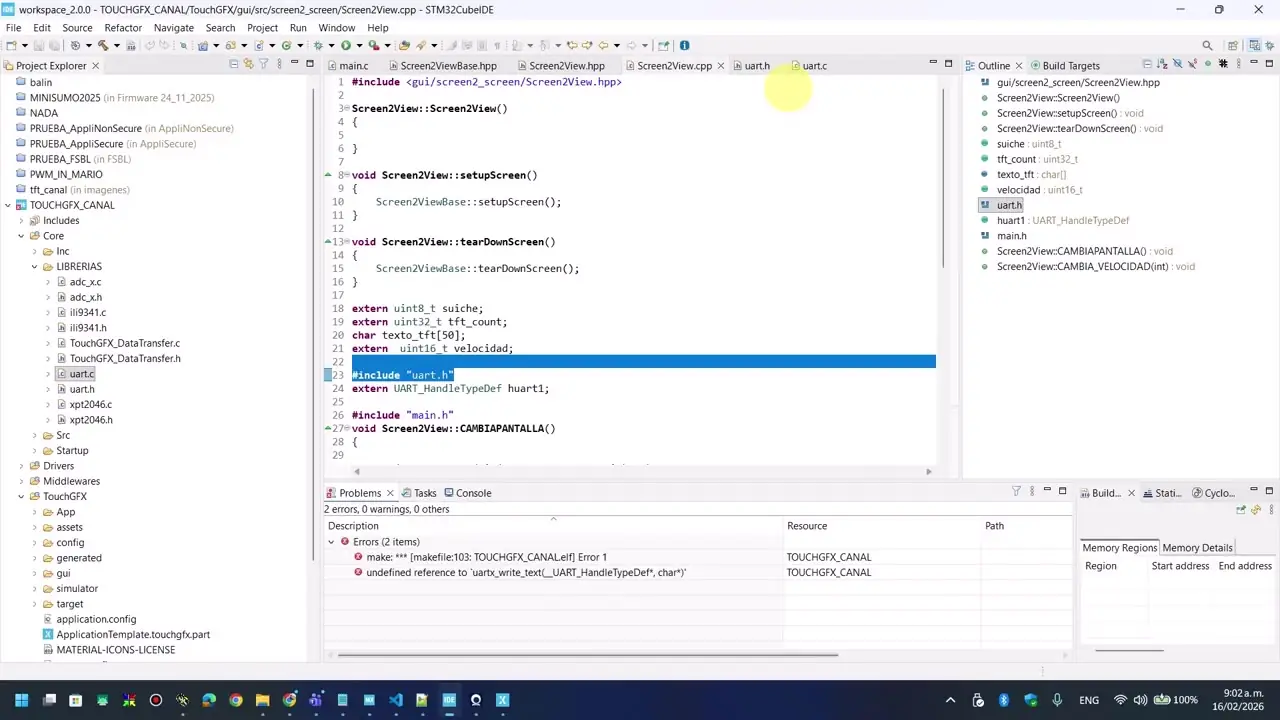 workspace_2.0.0 - TOUCHGFX_CANAL/TouchGFX/gui/src/screen2_screen/Screen2View.cpp - STM32CubeIDE
File Edit Source Refactor Navigate Search Project Run Window Help
Project Explorer
balin
MINISUMO2025 (in Firmware 24_11_2025)
NADA
PRUEBA_AppliNonSecure (in AppliNonSecure)
PRUEBA_AppliSecure (in AppliSecure)
PRUEBA_FSBL (in FSBL)
PWM_IN_MARIO
tft_canal (in imagenes)
TOUCHGFX_CANAL
Includes
Core
Inc
LIBRERIAS
adc_x.c
adc_x.h
ili9341.c
ili9341.h
TouchGFX_DataTransfer.c
TouchGFX_DataTransfer.h
uart.c
uart.h
xpt2046.c
xpt2046.h
Src
Startup
Drivers
Middlewares
TouchGFX
App
assets
config
generated
gui
simulator
target
application.config
ApplicationTemplate.touchgfx.part
MATERIAL-ICONS-LICENSE
main.c Screen2ViewBase.hpp Screen2View.hpp Screen2View.cpp uart.h uart.c
1 #include <gui/screen2_screen/Screen2View.hpp>
2
3 Screen2View::Screen2View()
4 {
5
6 }
7
8 void Screen2View::setupScreen()
9 {
10 Screen2ViewBase::setupScreen();
11 }
12
13 void Screen2View::tearDownScreen()
14 {
15 Screen2ViewBase::tearDownScreen();
16 }
17
18 extern uint8_t suiche;
19 extern uint32_t tft_count;
20 char texto_tft[50];
21 extern uint16_t velocidad;
22
23 #include "uart.h"
24 extern UART_HandleTypeDef huart1;
25
26 #include "main.h"
27 void Screen2View::CAMBIAPANTALLA()
28 {
29
Outline Build Targets
gui/screen2_screen/Screen2View.hpp
Screen2View::Screen2View()
Screen2View::setupScreen() : void
Screen2View::tearDownScreen() : void
suiche : uint8_t
tft_count : uint32_t
texto_tft : char[]
velocidad : uint16_t
uart.h
huart1 : UART_HandleTypeDef
main.h
Screen2View::CAMBIAPANTALLA() : void
Screen2View::CAMBIA_VELOCIDAD(int) : void
Problems Tasks Console
2 errors, 0 warnings, 0 others
Description Resource Path
Errors (2 items)
make: *** [makefile:103: TOUCHGFX_CANAL.elf] Error 1 TOUCHGFX_CANAL
undefined reference to `uartx_write_text(__UART_HandleTypeDef*, char*)' TOUCHGFX_CANAL
Build... Stati... Cyclo...
Memory Regions Memory Details
Region Start address End address
ENG 100% 9:02 a. m.
16/02/2026